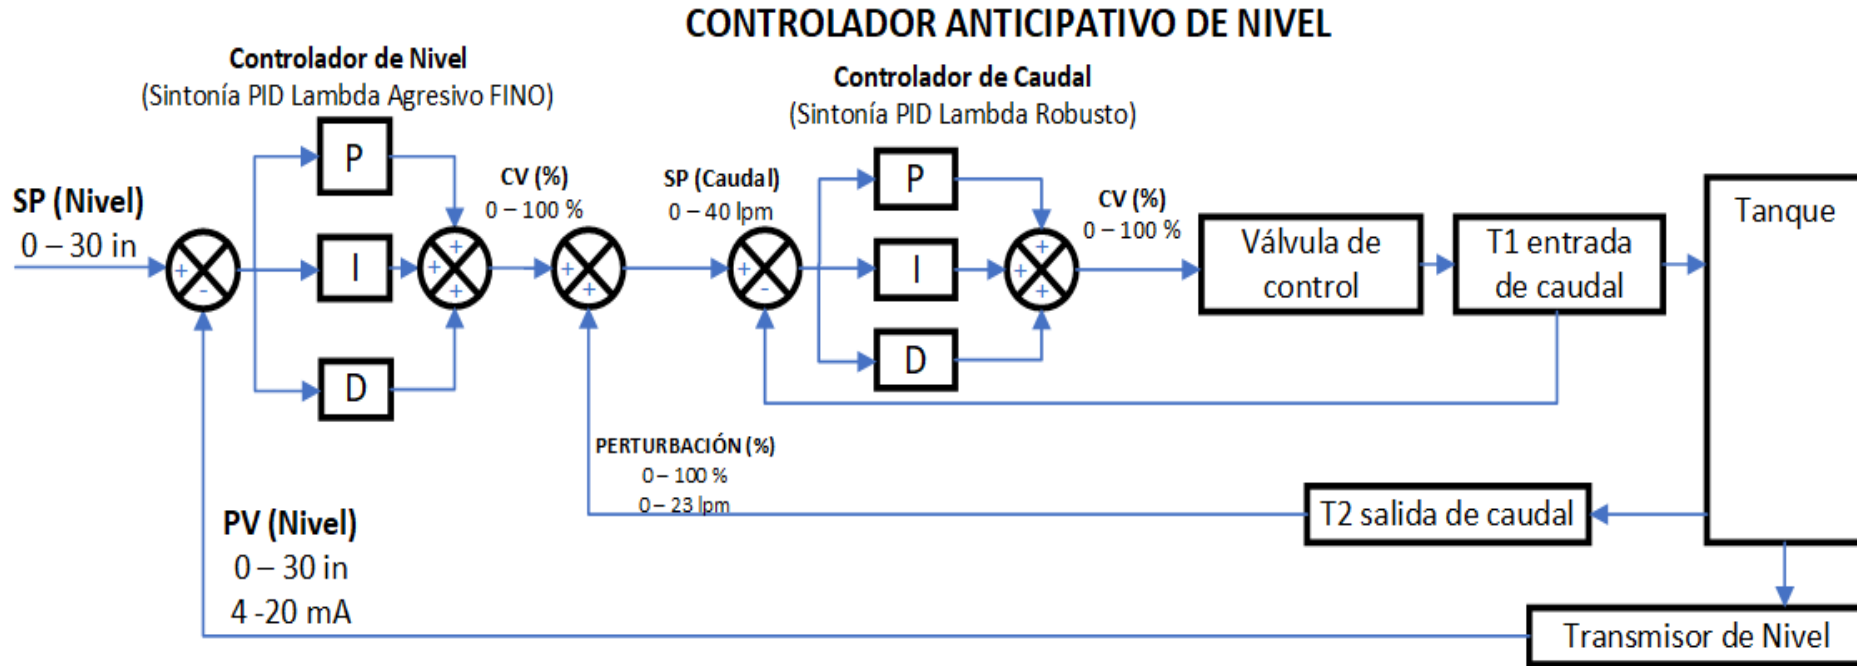 CONTROLADOR ANTICIPATIVO DE NIVEL
Controlador de Nivel
(Sintonía PID Lambda Agresivo FINO)
Controlador de Caudal
(Sintonía PID Lambda Robusto)
SP (Nivel)
0 – 30 in
+
-
P
I
D
+
+
+
CV (%)
0 – 100 %
+
+
SP (Caudal)
0 – 40 lpm
+
-
P
I
D
+
+
+
CV (%)
0 – 100 %
Válvula de
control
T1 entrada
de caudal
Tanque
PERTURBACIÓN (%)
0 – 100 %
0 – 23 lpm
T2 salida de caudal
PV (Nivel)
0 – 30 in
4 -20 mA
Transmisor de Nivel